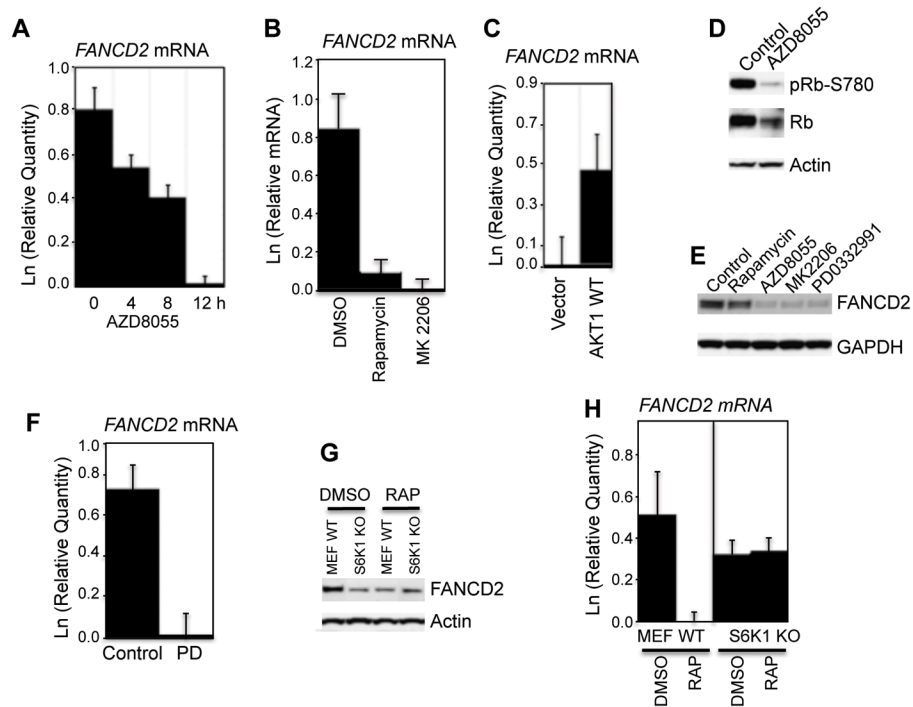 A
FANCD2 mRNA
Ln (Relative Quantity)
1.0
0.8
0.6
0.4
0.2
0.0
0 4 8 12 h
AZD8055
B
FANCD2 mRNA
Ln (Relative mRNA)
1.2
1.0
0.8
0.6
0.4
0.2
0.0
DMSO
Rapamycin
MK 2206
C
FANCD2 mRNA
Ln (Relative Quantity)
0.9
0.7
0.5
0.3
0.1
0.0
Vector
AKT1 WT
D
Control
AZD8055
pRb-S780
Rb
Actin
E
Control
Rapamycin
AZD8055
MK2206
PD0332991
FANCD2
GAPDH
F
FANCD2 mRNA
Ln (Relative Quantity)
1.0
0.8
0.6
0.4
0.2
0.0
Control PD
G
DMSO RAP
MEF WT
S6K1 KO
MEF WT
S6K1 KO
FANCD2
Actin
H
FANCD2 mRNA
Ln (Relative Quantity)
0.8
0.6
0.4
0.2
0.0
MEF WT S6K1 KO
DMSO
RAP
DMSO
RAP